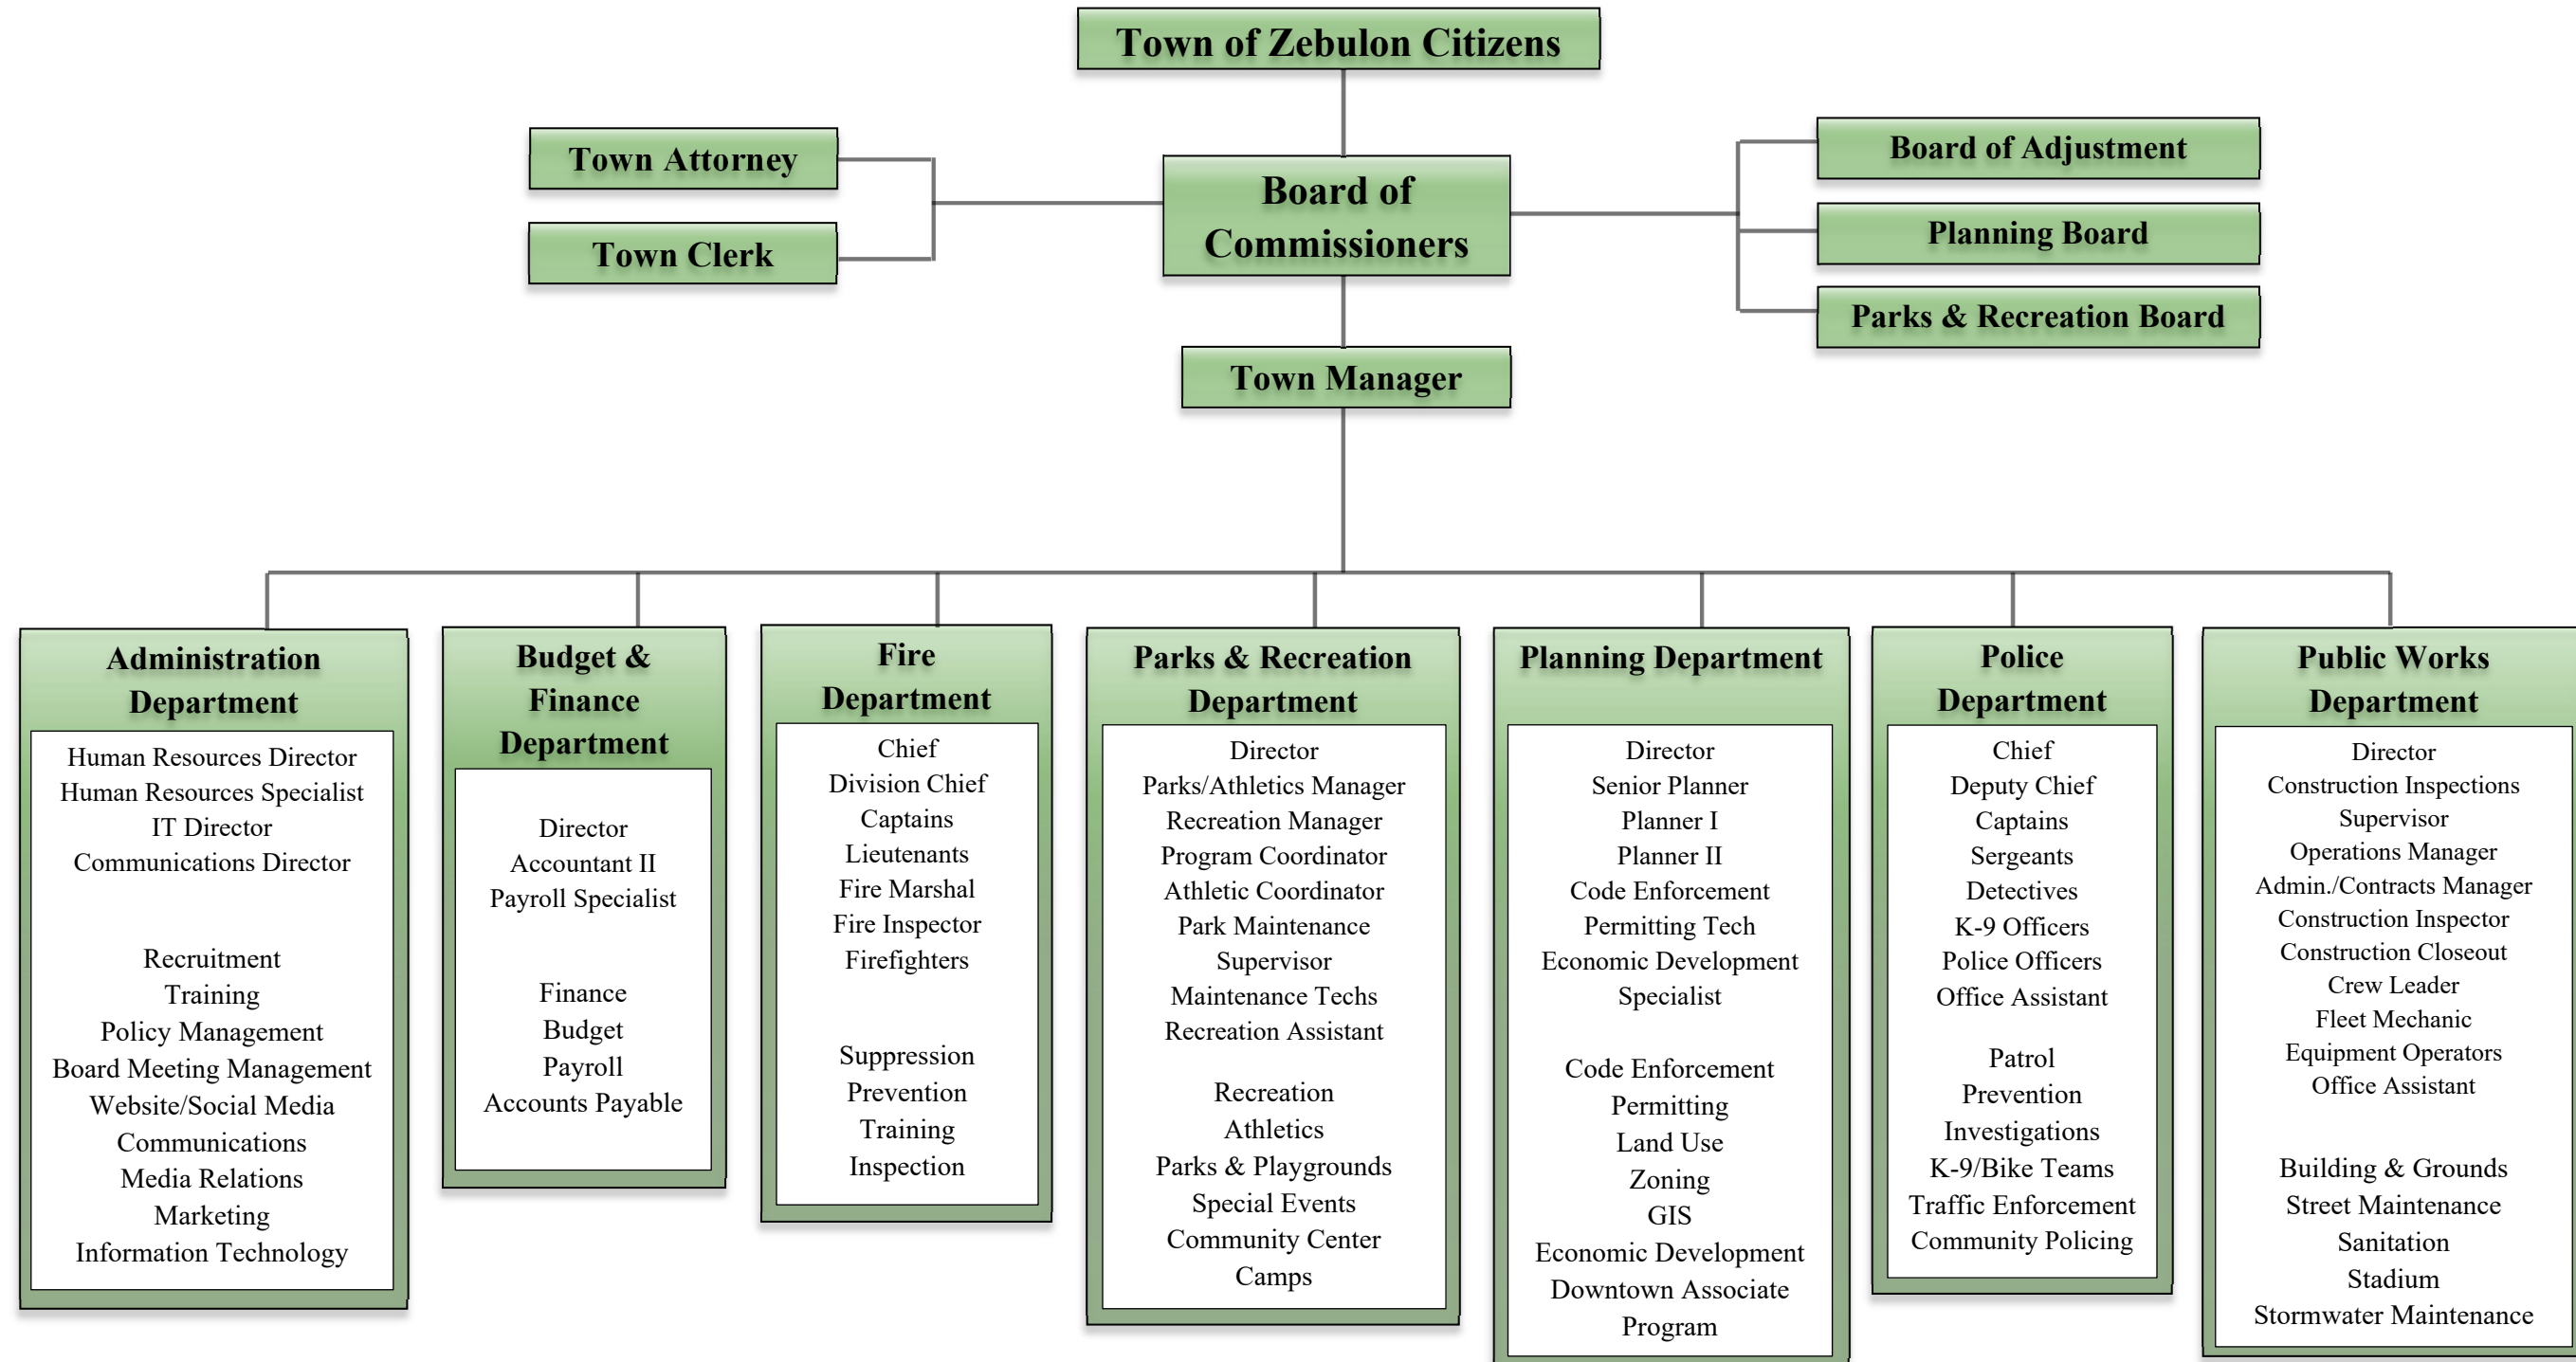 Town of Zebulon Citizens
Town Attorney
Town Clerk
Board of
Commissioners
Board of Adjustment
Planning Board
Parks & Recreation Board
Town Manager
Administration
Department
Human Resources Director
Human Resources Specialist
IT Director
Communications Director
Recruitment
Training
Policy Management
Board Meeting Management
Website/Social Media
Communications
Media Relations
Marketing
Information Technology
Budget &
Finance
Department
Director
Accountant II
Payroll Specialist
Finance
Budget
Payroll
Accounts Payable
Fire
Department
Chief
Division Chief
Captains
Lieutenants
Fire Marshal
Fire Inspector
Firefighters
Suppression
Prevention
Training
Inspection
Parks & Recreation
Department
Director
Parks/Athletics Manager
Recreation Manager
Program Coordinator
Athletic Coordinator
Park Maintenance
Supervisor
Maintenance Techs
Recreation Assistant
Recreation
Athletics
Parks & Playgrounds
Special Events
Community Center
Camps
Planning Department
Director
Senior Planner
Planner I
Planner II
Code Enforcement
Permitting Tech
Economic Development
Specialist
Code Enforcement
Permitting
Land Use
Zoning
GIS
Economic Development
Downtown Associate
Program
Police
Department
Chief
Deputy Chief
Captains
Sergeants
Detectives
K-9 Officers
Police Officers
Office Assistant
Patrol
Prevention
Investigations
K-9/Bike Teams
Traffic Enforcement
Community Policing
Public Works
Department
Director
Construction Inspections
Supervisor
Operations Manager
Admin./Contracts Manager
Construction Inspector
Construction Closeout
Crew Leader
Fleet Mechanic
Equipment Operators
Office Assistant
Building & Grounds
Street Maintenance
Sanitation
Stadium
Stormwater Maintenance